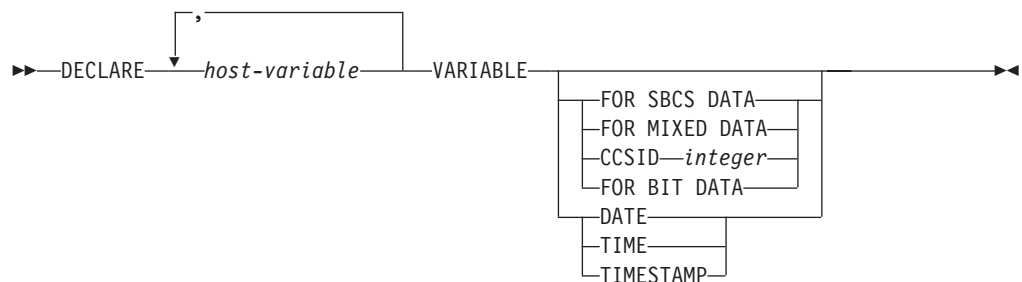 ,
DECLARE host-variable VARIABLE
FOR SBCS DATA
FOR MIXED DATA
CCSID integer
FOR BIT DATA
DATE
TIME
TIMESTAMP